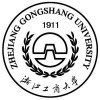 ZHEJIANG GONGSHANG UNIVERSITY
1911
浙江工商大学